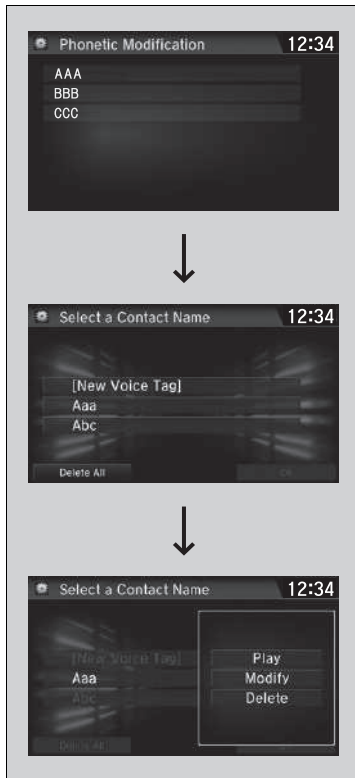 Phonetic Modification 12:34
AAA
BBB
CCC
Select a Contact Name 12:34
[New Voice Tag]
Aaa
Abc
Delete All OK
Select a Contact Name 12:34
[New Voice Tag] Play
Aaa Modify
Abc Delete
Delete All